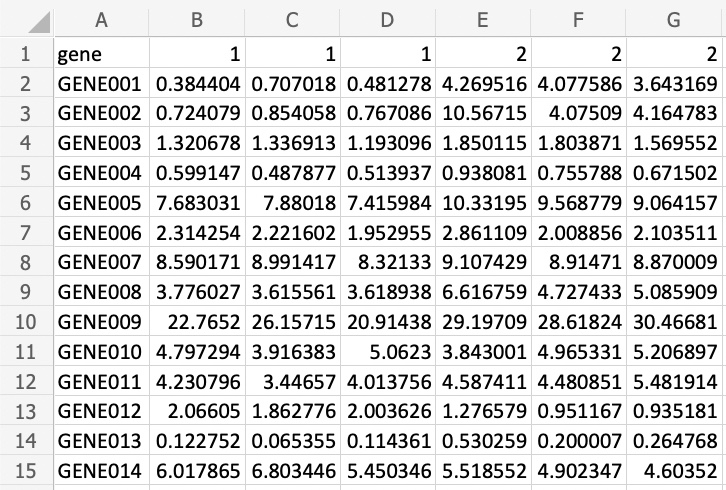 A B C D E F G
1 gene 1 1 1 2 2 2
2 GENE001 0.384404 0.707018 0.481278 4.269516 4.077586 3.643169
3 GENE002 0.724079 0.854058 0.767086 10.56715 4.07509 4.164783
4 GENE003 1.320678 1.336913 1.193096 1.850115 1.803871 1.569552
5 GENE004 0.599147 0.487877 0.513937 0.938081 0.755788 0.671502
6 GENE005 7.683031 7.88018 7.415984 10.33195 9.568779 9.064157
7 GENE006 2.314254 2.221602 1.952955 2.861109 2.008856 2.103511
8 GENE007 8.590171 8.991417 8.32133 9.107429 8.91471 8.870009
9 GENE008 3.776027 3.615561 3.618938 6.616759 4.727433 5.085909
10 GENE009 22.7652 26.15715 20.91438 29.19709 28.61824 30.46681
11 GENE010 4.797294 3.916383 5.0623 3.843001 4.965331 5.206897
12 GENE011 4.230796 3.44657 4.013756 4.587411 4.480851 5.481914
13 GENE012 2.06605 1.862776 2.003626 1.276579 0.951167 0.935181
14 GENE013 0.122752 0.065355 0.114361 0.530259 0.200007 0.264768
15 GENE014 6.017865 6.803446 5.450346 5.518552 4.902347 4.60352